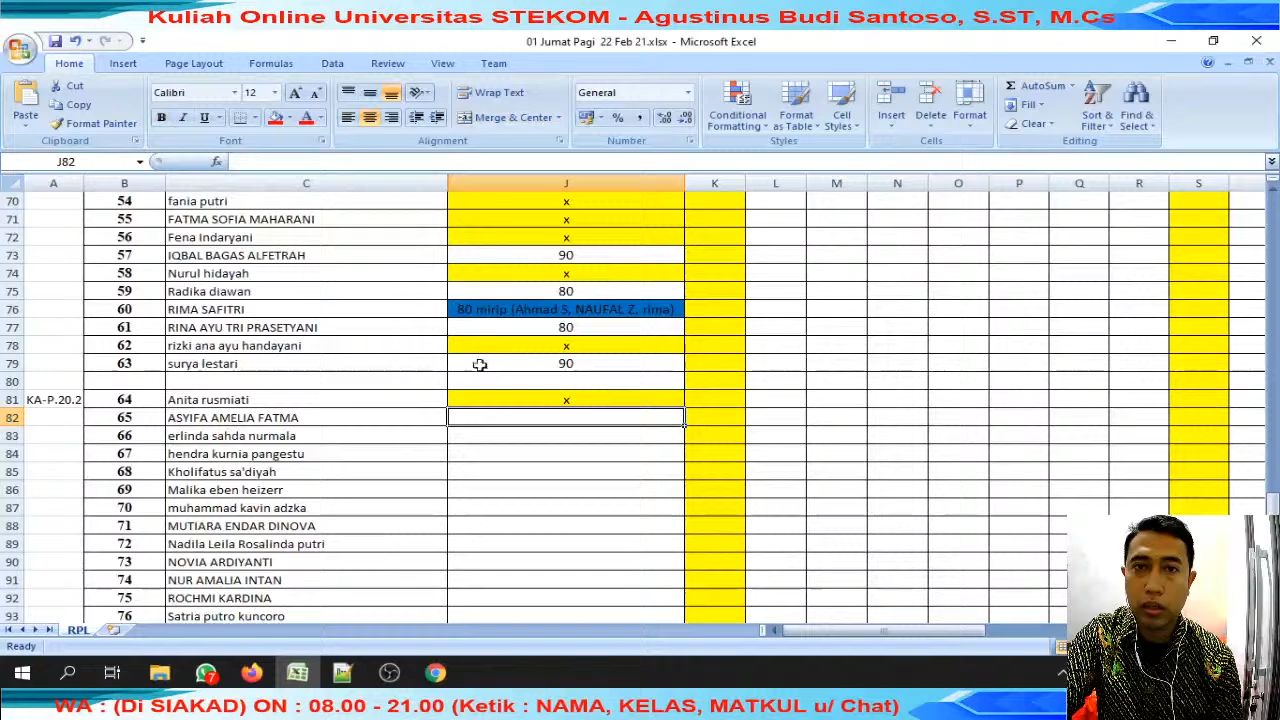 Kuliah Online Universitas STEKOM - Agustinus Budi Santoso, S.ST, M.Cs
01 Jumat Pagi 22 Feb 21.xlsx - Microsoft Excel
Home Insert Page Layout Formulas Data Review View Team
Paste Cut Copy Format Painter Clipboard
Calibri 12 B I U Font
Wrap Text Merge & Center Alignment
General % , Number
Conditional Formatting Format as Table Cell Styles Styles
Insert Delete Format Cells
AutoSum Fill Clear Sort & Filter Find & Select Editing
J82 fx
A B C J K L M N O P Q R S
70 54 fania putri x
71 55 FATMA SOFIA MAHARANI x
72 56 Fena Indaryani x
73 57 IQBAL BAGAS ALFETRAH 90
74 58 Nurul hidayah x
75 59 Radika diawan 80
76 60 RIMA SAFITRI 80 mirip (Ahmad S, NAUFAL Z, rima)
77 61 RINA AYU TRI PRASETYANI 80
78 62 rizki ana ayu handayani x
79 63 surya lestari 90
80
81 KA-P.20.2 64 Anita rusmiati x
82 65 ASYIFA AMELIA FATMA
83 66 erlinda sahda nurmala
84 67 hendra kurnia pangestu
85 68 Kholifatus sa'diyah
86 69 Malika eben heizerr
87 70 muhammad kavin adzka
88 71 MUTIARA ENDAR DINOVA
89 72 Nadila Leila Rosalinda putri
90 73 NOVIA ARDIYANTI
91 74 NUR AMALIA INTAN
92 75 ROCHMI KARDINA
93 76 Satria putro kuncoro
RPL
Ready
7
WA : (Di SIAKAD) ON : 08.00 - 21.00 (Ketik : NAMA, KELAS, MATKUL u/ Chat)